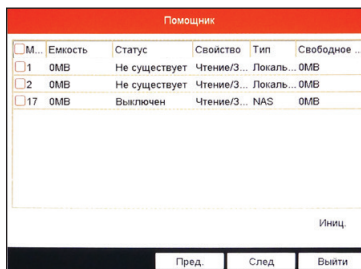 Помощник
М... Емкость Статус Свойство Тип Свободное ...
1 0MB Не существует Чтение/З... Локаль... 0MB
2 0MB Не существует Чтение/З... Локаль... 0MB
17 0MB Выключен Чтение/З... NAS 0MB
Иниц.
Пред. След Выйти